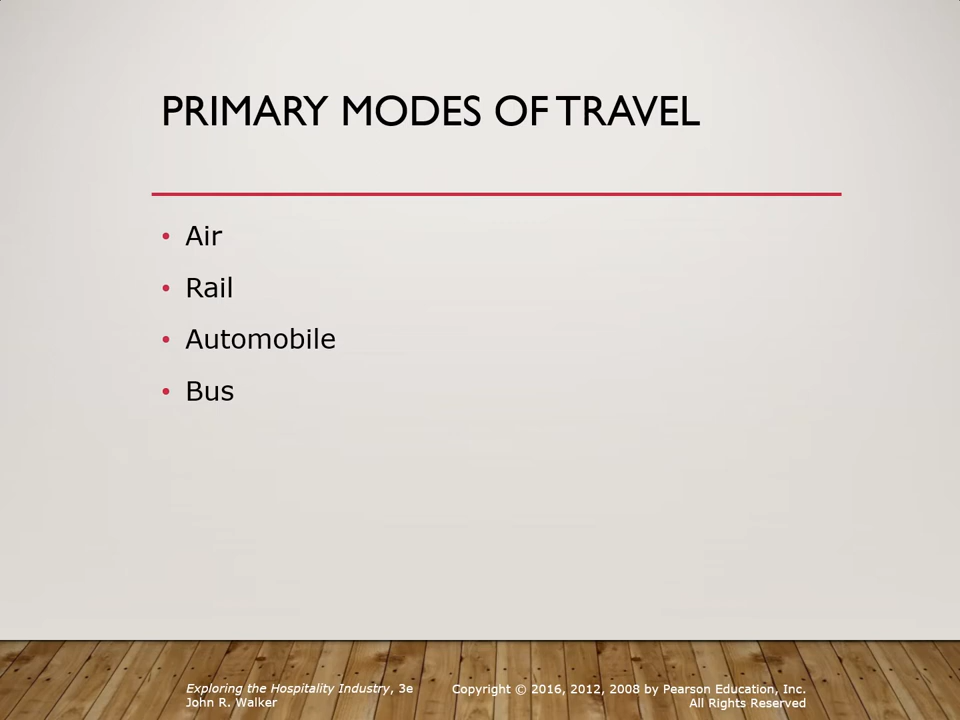 PRIMARY MODES OF TRAVEL
• Air
• Rail
• Automobile
• Bus
Exploring the Hospitality Industry, 3e
John R. Walker
Copyright © 2016, 2012, 2008 by Pearson Education, Inc.
All Rights Reserved